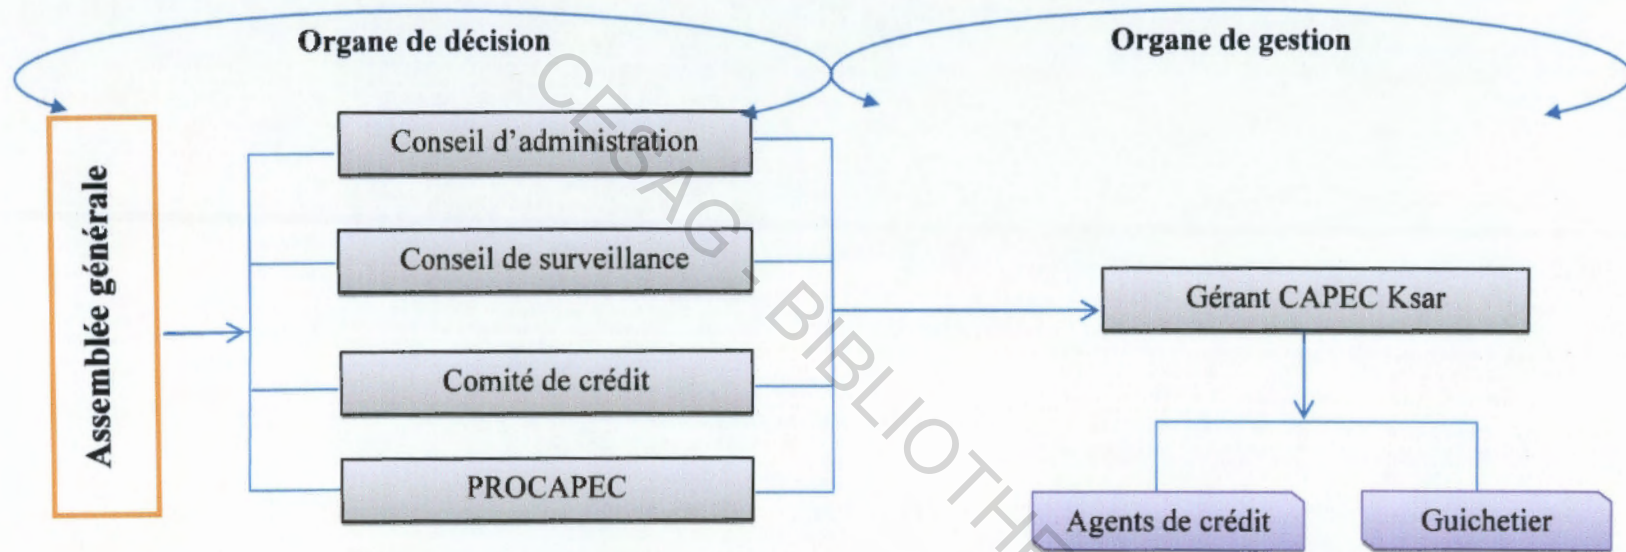 Organe de décision
Organe de gestion
Assemblée générale
Conseil d'administration
Conseil de surveillance
Comité de crédit
PROCAPEC
Gérant CAPEC Ksar
Agents de crédit
Guichetier
CESAG - BIBLIOTHE